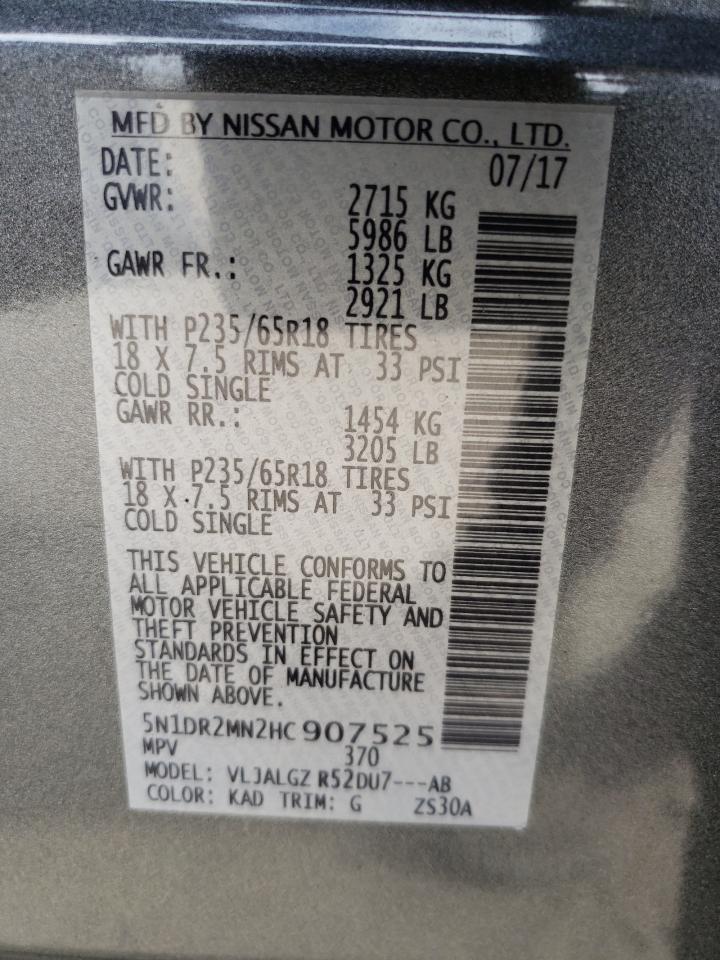 MFD BY NISSAN MOTOR CO., LTD.
DATE: 07/17
GVWR: 2715 KG
5986 LB
GAWR FR.: 1325 KG
2921 LB
WITH P235/65R18 TIRES
18 X 7.5 RIMS AT 33 PSI
COLD SINGLE
GAWR RR.: 1454 KG
3205 LB
WITH P235/65R18 TIRES
18 X 7.5 RIMS AT 33 PSI
COLD SINGLE
THIS VEHICLE CONFORMS TO
ALL APPLICABLE FEDERAL
MOTOR VEHICLE SAFETY AND
THEFT PREVENTION
STANDARDS IN EFFECT ON
THE DATE OF MANUFACTURE
SHOWN ABOVE.
5N1DR2MN2HC907525
MPV 370
MODEL: VLJALGZ R52DU7---AB
COLOR: KAD TRIM: G ZS30A